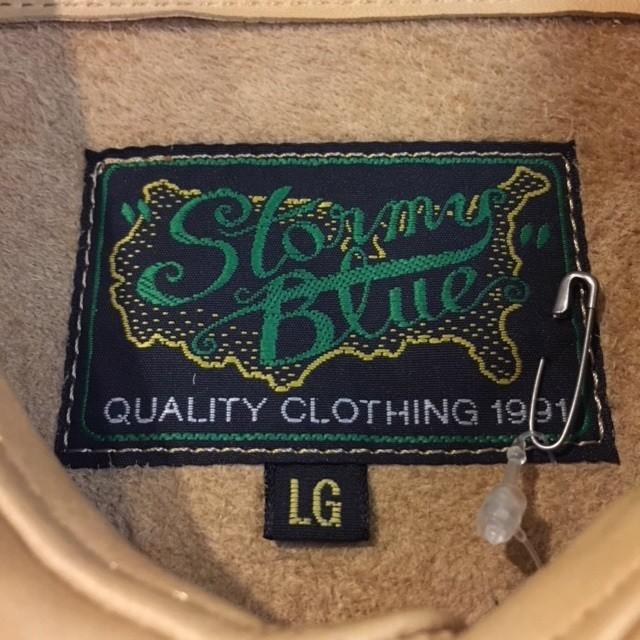 "Stormy
Blue"
QUALITY CLOTHING 1991
LG